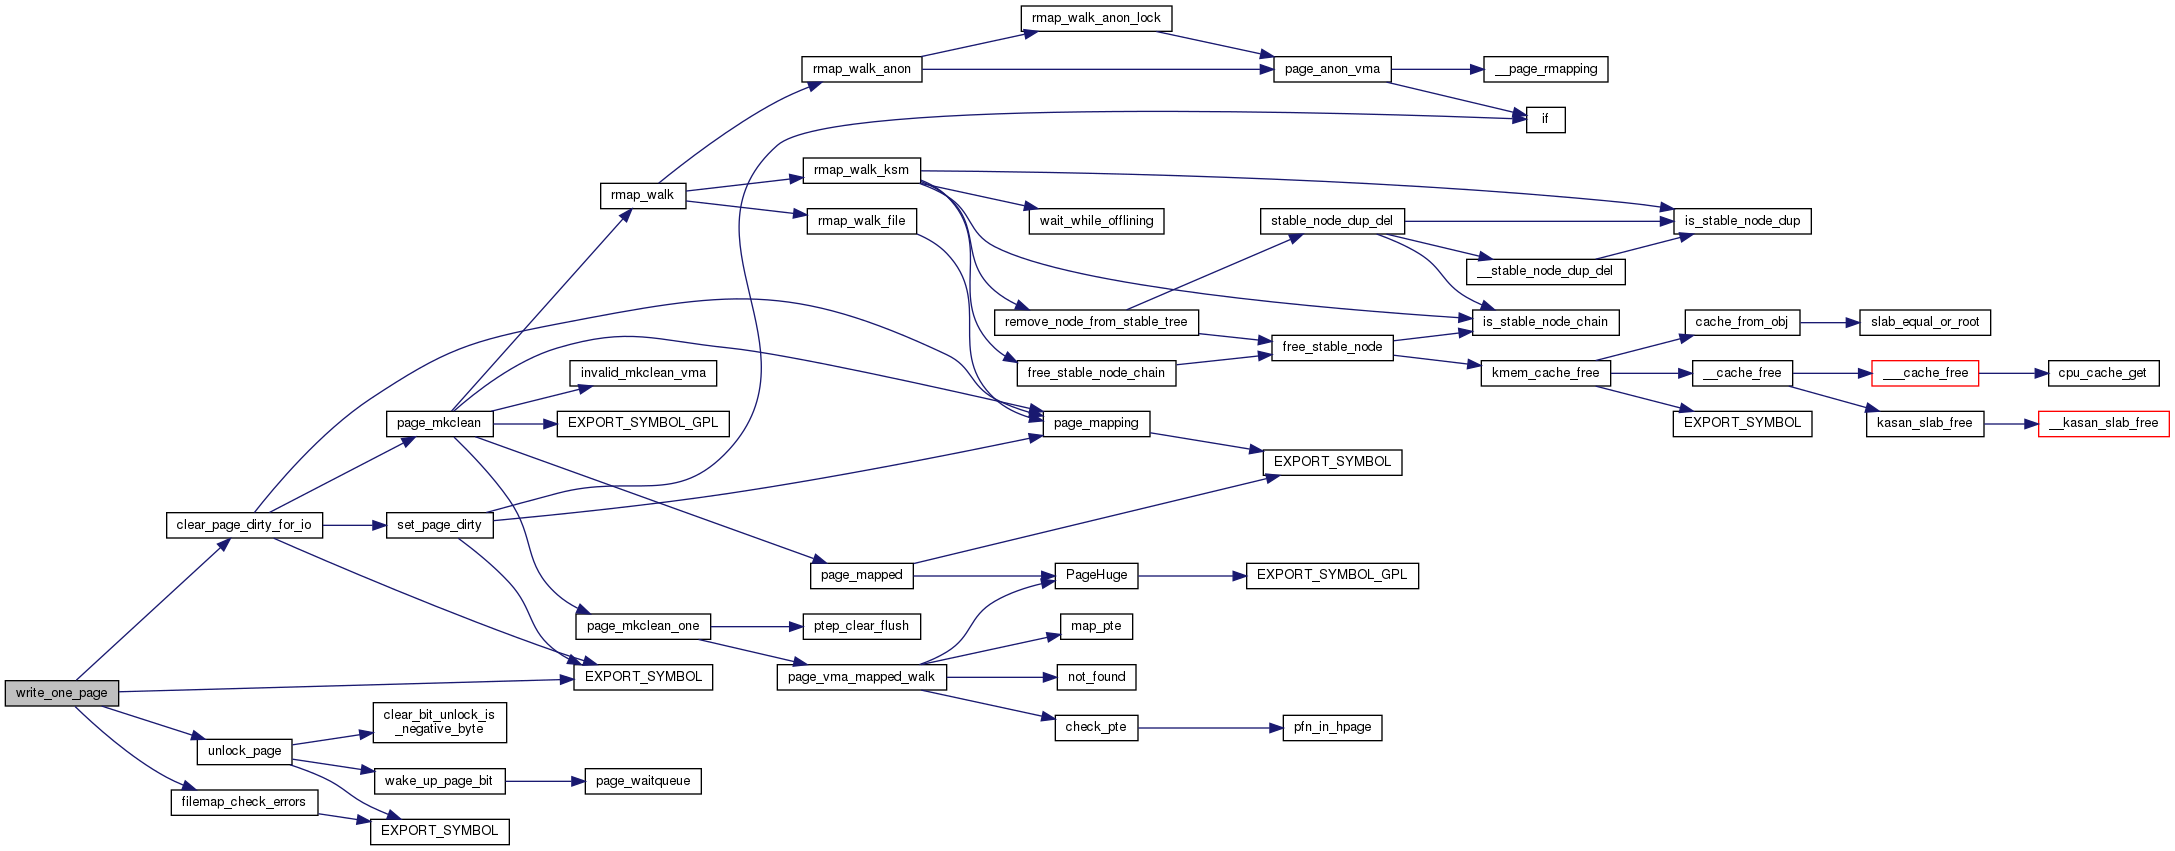 rmap_walk_anon_lock
rmap_walk_anon
page_anon_vma
__page_rmapping
if
rmap_walk_ksm
rmap_walk
rmap_walk_file
wait_while_offlining
stable_node_dup_del
is_stable_node_dup
__stable_node_dup_del
remove_node_from_stable_tree
is_stable_node_chain
cache_from_obj
slab_equal_or_root
free_stable_node
invalid_mkclean_vma
free_stable_node_chain
kmem_cache_free
__cache_free
___cache_free
cpu_cache_get
page_mkclean
EXPORT_SYMBOL_GPL
page_mapping
EXPORT_SYMBOL
kasan_slab_free
__kasan_slab_free
EXPORT_SYMBOL
clear_page_dirty_for_io
set_page_dirty
page_mapped
PageHuge
EXPORT_SYMBOL_GPL
page_mkclean_one
ptep_clear_flush
map_pte
EXPORT_SYMBOL
page_vma_mapped_walk
not_found
write_one_page
clear_bit_unlock_is
_negative_byte
check_pte
pfn_in_hpage
unlock_page
wake_up_page_bit
page_waitqueue
filemap_check_errors
EXPORT_SYMBOL